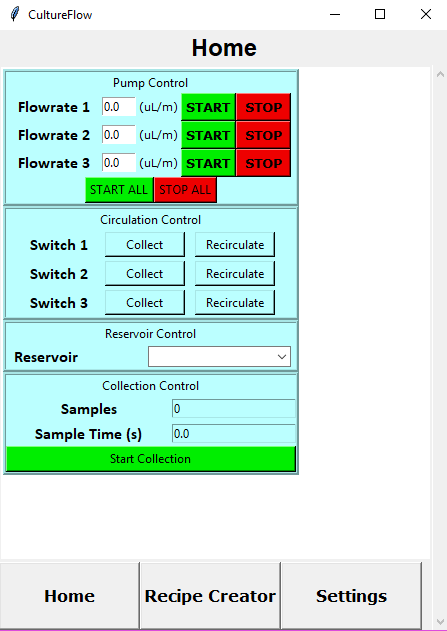 CultureFlow
Home
Pump Control
Flowrate 1 0.0 (uL/m) START STOP
Flowrate 2 0.0 (uL/m) START STOP
Flowrate 3 0.0 (uL/m) START STOP
START ALL STOP ALL
Circulation Control
Switch 1 Collect Recirculate
Switch 2 Collect Recirculate
Switch 3 Collect Recirculate
Reservoir Control
Reservoir
Collection Control
Samples 0
Sample Time (s) 0.0
Start Collection
Home Recipe Creator Settings